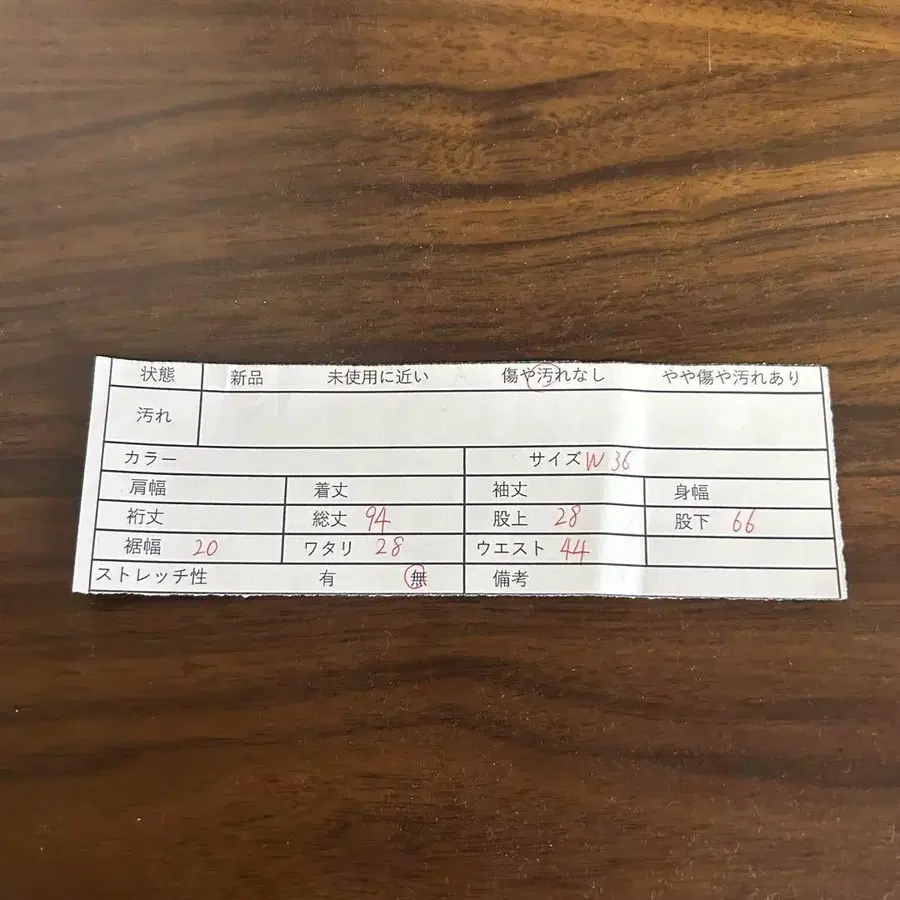 状態 新品 未使用に近い 傷や汚れなし やや傷や汚れあり
汚れ
カラー サイズ W 36
肩幅 着丈 袖丈 身幅
裄丈 総丈 94 股上 28 股下 66
裾幅 20 ワタリ 28 ウエスト 44
ストレッチ性 有 無 備考